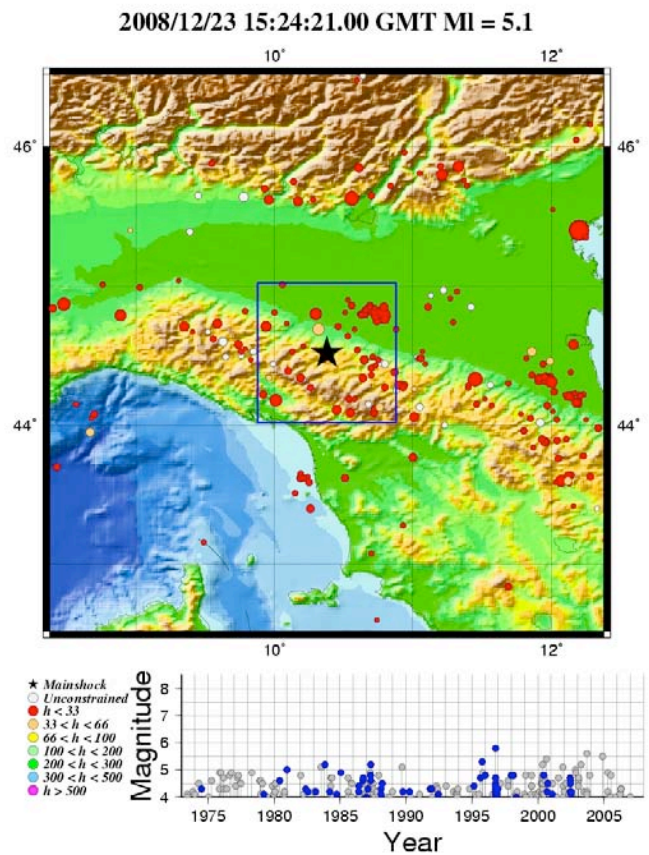 2008/12/23 15:24:21.00 GMT Ml = 5.1
10° 12°
46° 46°
44° 44°
10° 12°
Mainshock
Unconstrained
h < 33
33 < h < 66
66 < h < 100
100 < h < 200
200 < h < 300
300 < h < 500
h > 500
Magnitude
8
7
6
5
4
1975 1980 1985 1990 1995 2000 2005
Year